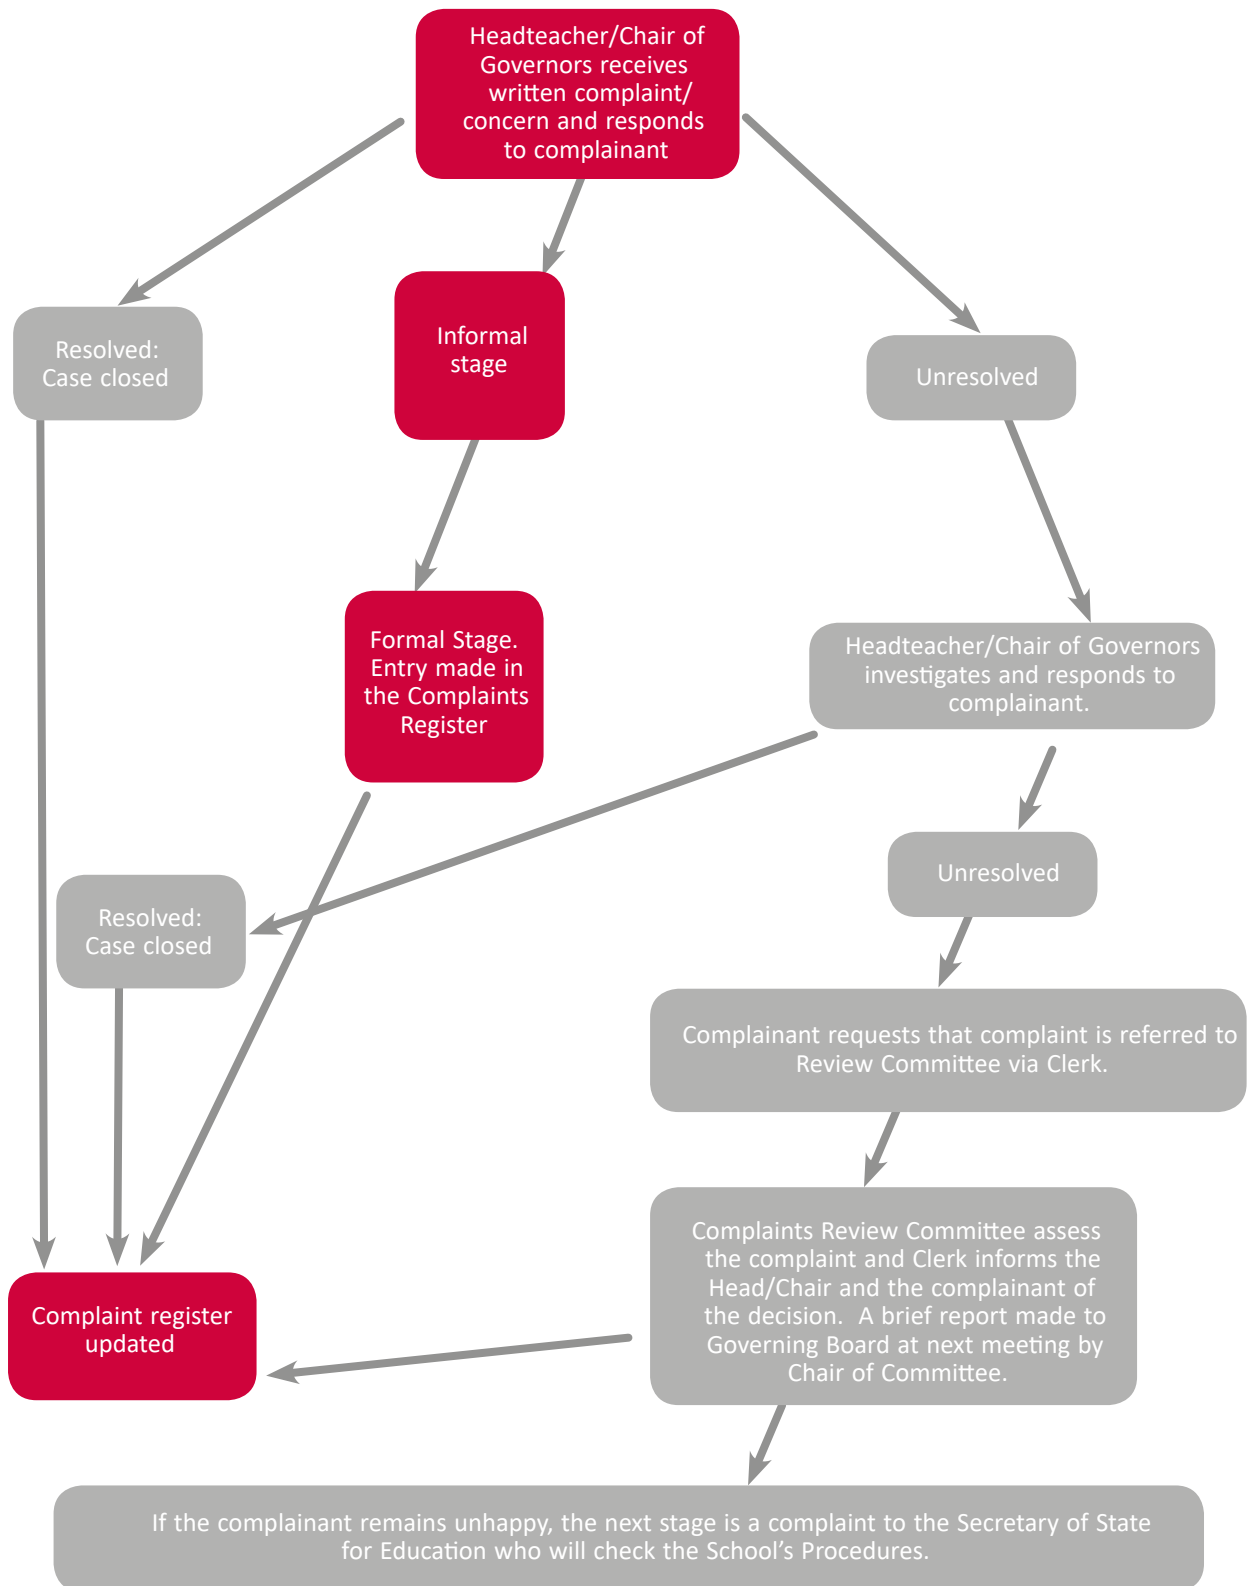 Headteacher/Chair of
Governors receives
written complaint/
concern and responds
to complainant
Resolved:
Case closed
Informal
stage
Unresolved
Formal Stage.
Entry made in
the Complaints
Register
Headteacher/Chair of Governors
investigates and responds to
complainant.
Unresolved
Resolved:
Case closed
Complainant requests that complaint is referred to
Review Committee via Clerk.
Complaints Review Committee assess
the complaint and Clerk informs the
Head/Chair and the complainant of
the decision.  A brief report made to
Governing Board at next meeting by
Chair of Committee.
Complaint register
updated
If the complainant remains unhappy, the next stage is a complaint to the Secretary of State
for Education who will check the School’s Procedures.